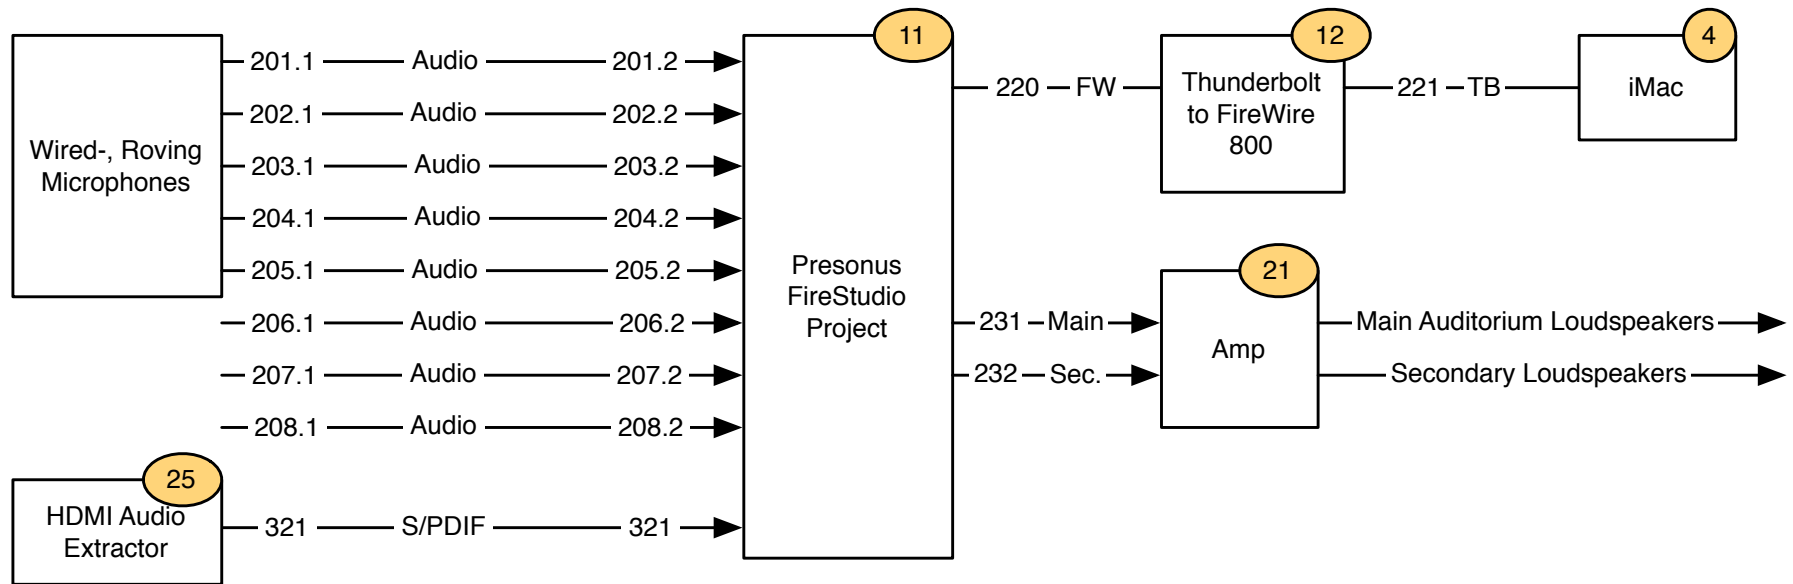 11
12
4
201.1 Audio 201.2
202.1 Audio 202.2
203.1 Audio 203.2
204.1 Audio 204.2
205.1 Audio 205.2
206.1 Audio 206.2
207.1 Audio 207.2
208.1 Audio 208.2
Wired-, Roving
Microphones
25
HDMI Audio
Extractor
321 S/PDIF 321
Presonus
FireStudio
Project
220 FW
Thunderbolt
to FireWire
800
221 TB
iMac
231 Main
232 Sec.
21
Amp
Main Auditorium Loudspeakers
Secondary Loudspeakers